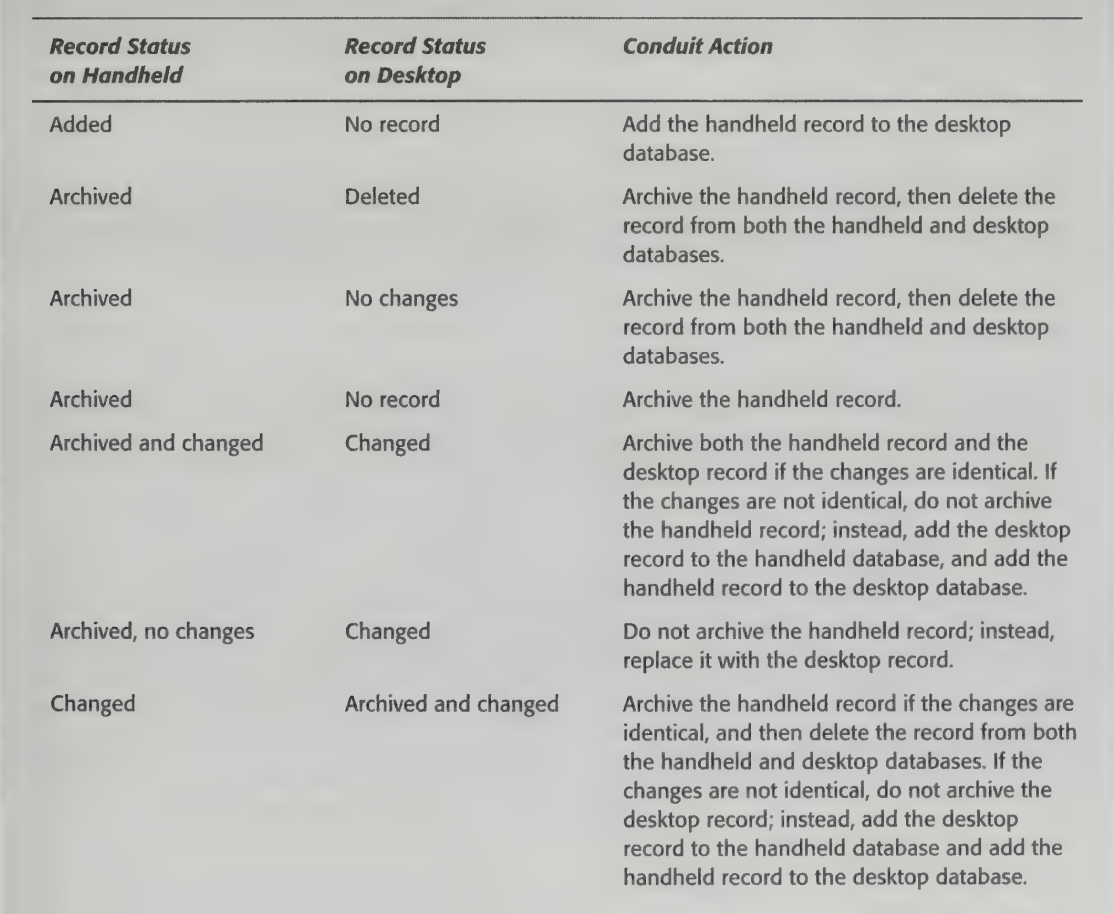 Record Status on Handheld
Record Status on Desktop
Conduit Action
Added
No record
Add the handheld record to the desktop
database.
Archived
Deleted
Archive the handheld record, then delete the
record from both the handheld and desktop
databases.
Archived
No changes
Archive the handheld record, then delete the
record from both the handheld and desktop
databases.
Archived
No record
Archive the handheld record.
Archived and changed
Changed
Archive both the handheld record and the
desktop record if the changes are identical. If
the changes are not identical, do not archive
the handheld record; instead, add the desktop
record to the handheld database, and add the
handheld record to the desktop database.
Archived, no changes
Changed
Do not archive the handheld record; instead,
replace it with the desktop record.
Changed
Archived and changed
Archive the handheld record if the changes are
identical, and then delete the record from both
the handheld and desktop databases. If the
changes are not identical, do not archive the
desktop record; instead, add the desktop
record to the handheld database and add the
handheld record to the desktop database.